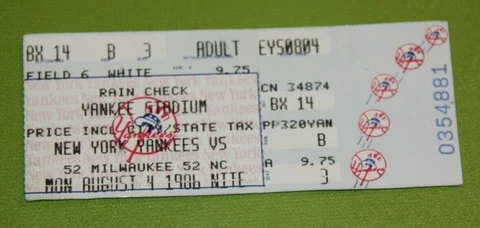 BX 14 B 3 ADULT EYS0804
FIELD 6 WHITE 9.75
RAIN CHECK
YANKEE STADIUM
PRICE INCL CITY STATE TAX
NEW YORK YANKEES VS
52 MILWAUKEE 52 NC
MON AUGUST 4 1986 NITE
CN 34874
BX 14
PP320YAN
B
A 9.75
3
0354881